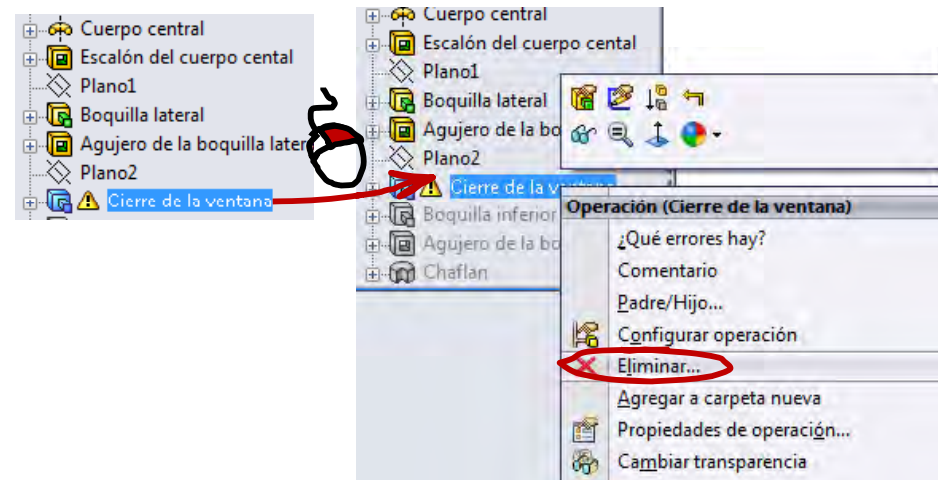 Cuerpo central
Escalón del cuerpo cental
Plano1
Boquilla lateral
Agujero de la boquilla later
Plano2
Cierre de la ventana
Cuerpo central
Escalón del cuerpo cental
Plano1
Boquilla lateral
Agujero de la bo
Plano2
Cierre de la ventana
Boquilla inferior
Agujero de la bo
Chaflan
Operación (Cierre de la ventana)
¿Qué errores hay?
Comentario
Padre/Hijo...
Configurar operación
Eliminar...
Agregar a carpeta nueva
Propiedades de operación...
Cambiar transparencia